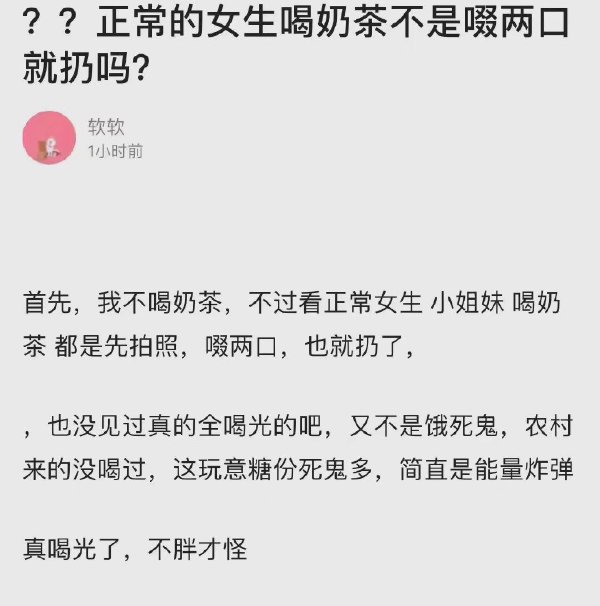 ？？正常的女生喝奶茶不是啜两口
就扔吗？
软软
1小时前
首先，我不喝奶茶，不过看正常女生 小姐妹 喝奶
茶 都是先拍照，啜两口，也就扔了，
，也没见过真的全喝光的吧，又不是饿死鬼，农村
来的没喝过，这玩意糖份死鬼多，简直是能量炸弹
真喝光了，不胖才怪